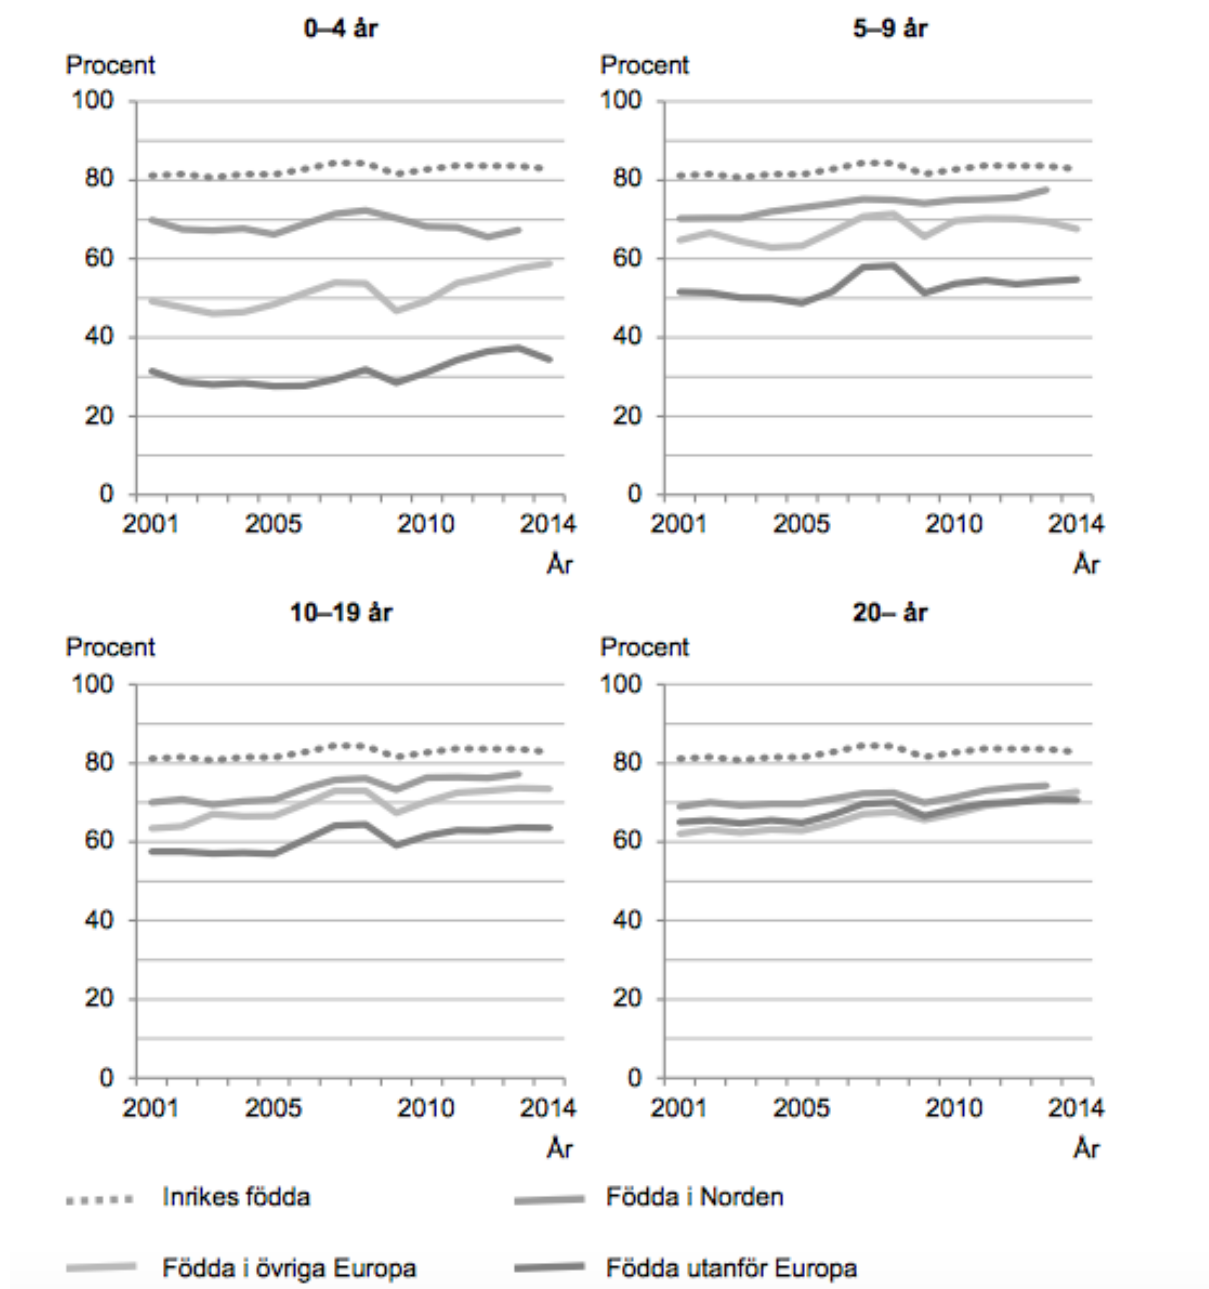 0–4 år
Procent
100
80
60
40
20
0
2001 2005 2010 2014
År
5–9 år
Procent
100
80
60
40
20
0
2001 2005 2010 2014
År
10–19 år
Procent
100
80
60
40
20
0
2001 2005 2010 2014
År
20– år
Procent
100
80
60
40
20
0
2001 2005 2010 2014
År
Inrikes födda
Födda i Norden
Födda i övriga Europa
Födda utanför Europa